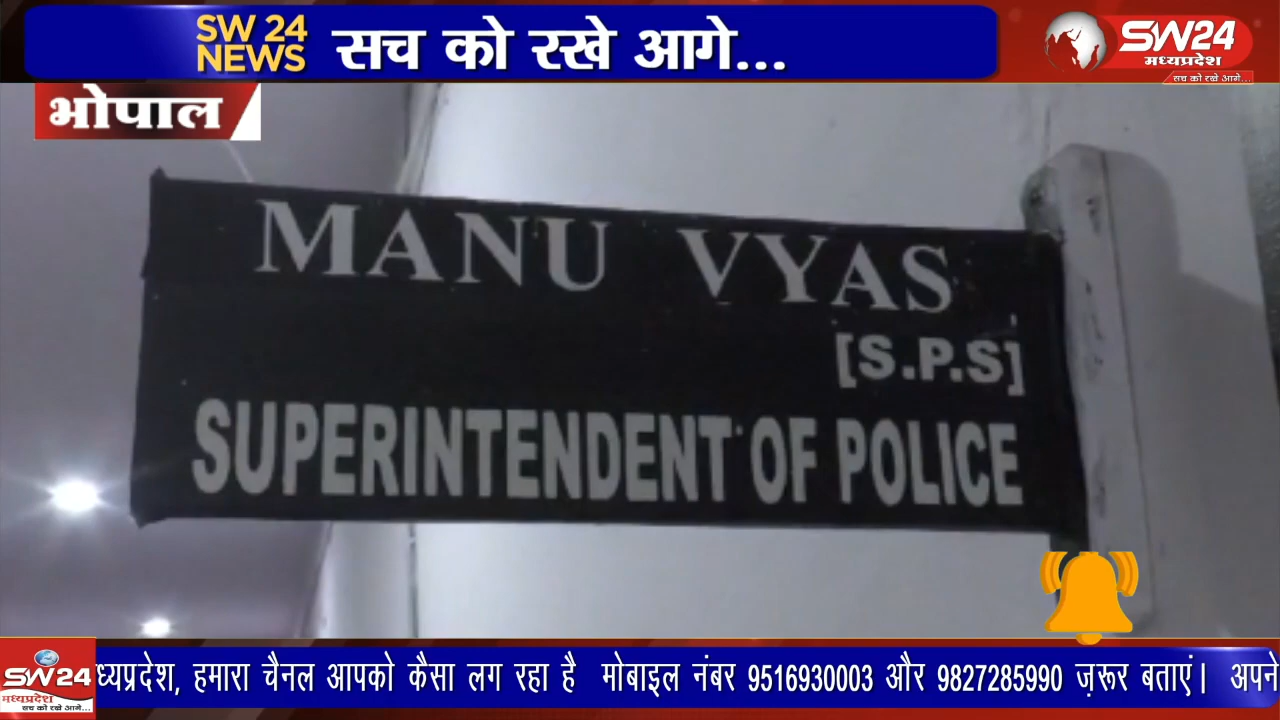 SW 24
NEWS
सच को रखे आगे...
SW24
मध्यप्रदेश
सच को रखे आगे...
भोपाल
MANU VYAS
[S.P.S]
SUPERINTENDENT OF POLICE
SW24
मध्यप्रदेश
सच को रखे आगे...
ध्यप्रदेश, हमारा चैनल आपको कैसा लग रहा है मोबाइल नंबर 9516930003 और 9827285990 ज़रूर बताएं। अपने